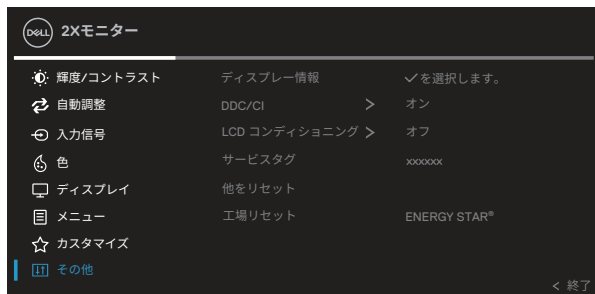 DELL 2Xモニター
輝度/コントラスト ディスプレー情報 ✓を選択します。
自動調整 DDC/CI > オン
入力信号 LCD コンディショニング > オフ
色 サービスタグ xxxxxx
ディスプレイ 他をリセット
メニュー 工場リセット ENERGY STAR®
カスタマイズ
その他
< 終了